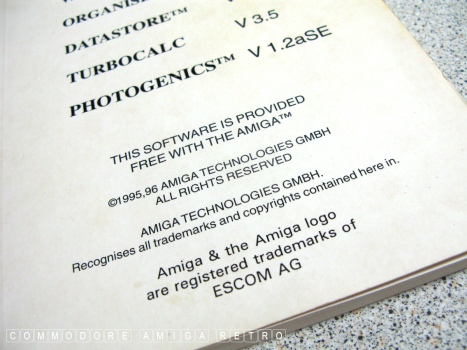 DATASTORE™
TURBOCALC V 3.5
PHOTOGENICS™ V 1.2aSE
THIS SOFTWARE IS PROVIDED
FREE WITH THE AMIGA™
©1995,96 AMIGA TECHNOLOGIES GMBH
ALL RIGHTS RESERVED
AMIGA TECHNOLOGIES GMBH.
Recognises all trademarks and copyrights contained here in.
Amiga & the Amiga logo
are registered trademarks of
ESCOM AG
COMMODORE AMIGA RETRO